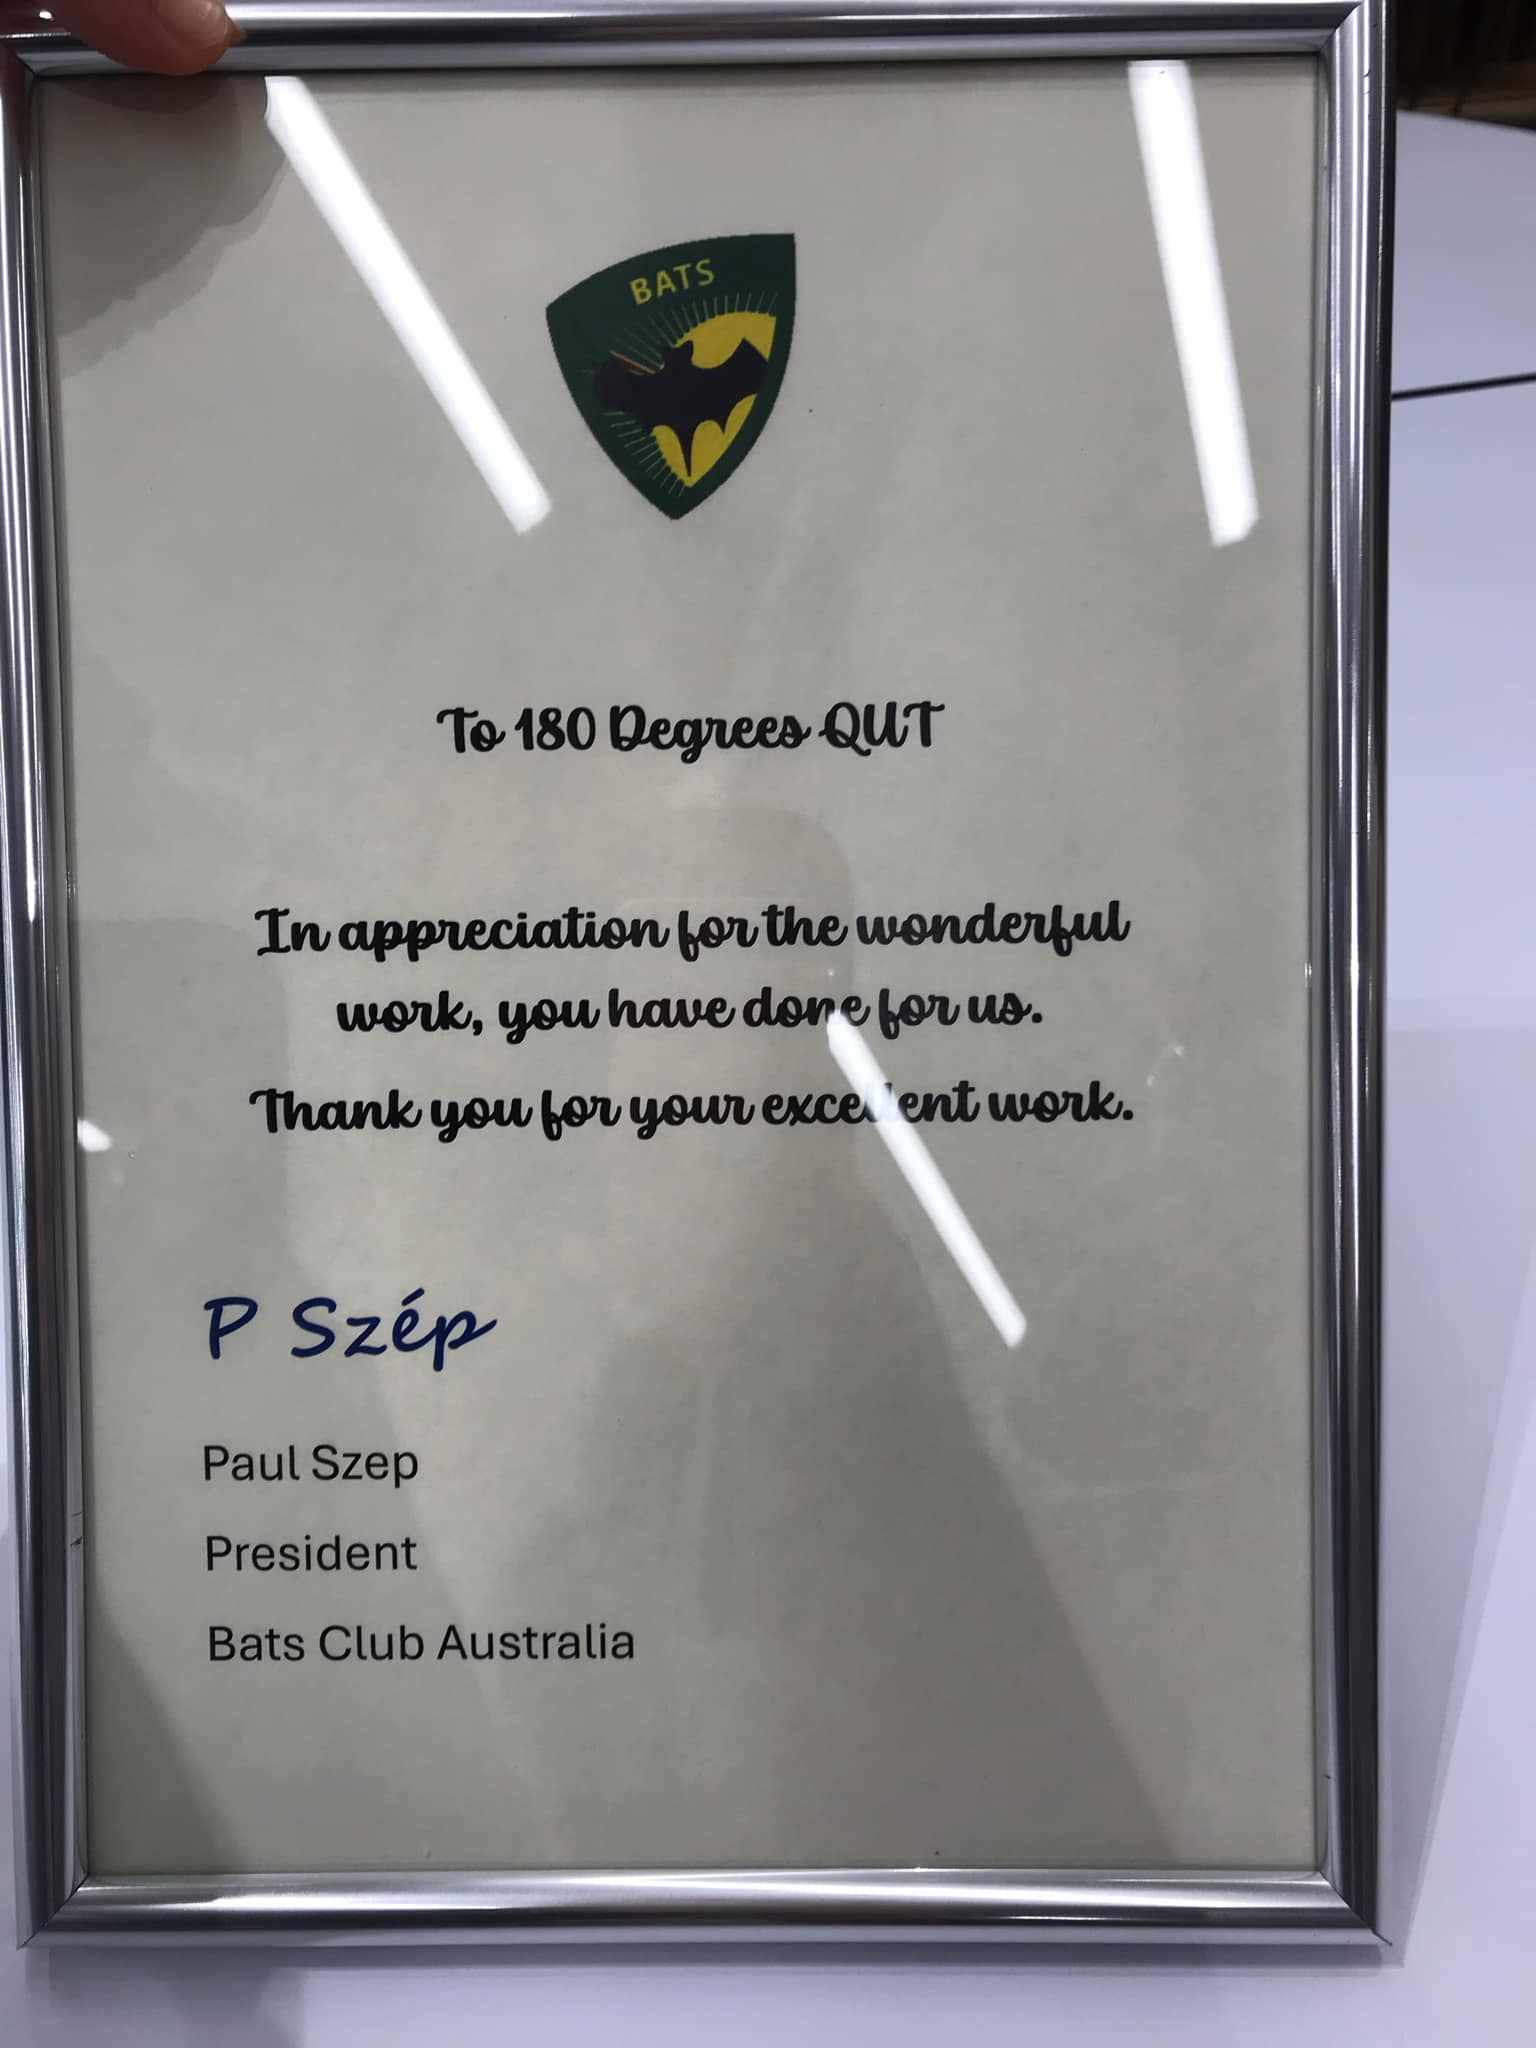 BATS
To 180 Degrees QUT
In appreciation for the wonderful
work, you have done for us.
Thank you for your excellent work.
P Szép
Paul Szep
President
Bats Club Australia